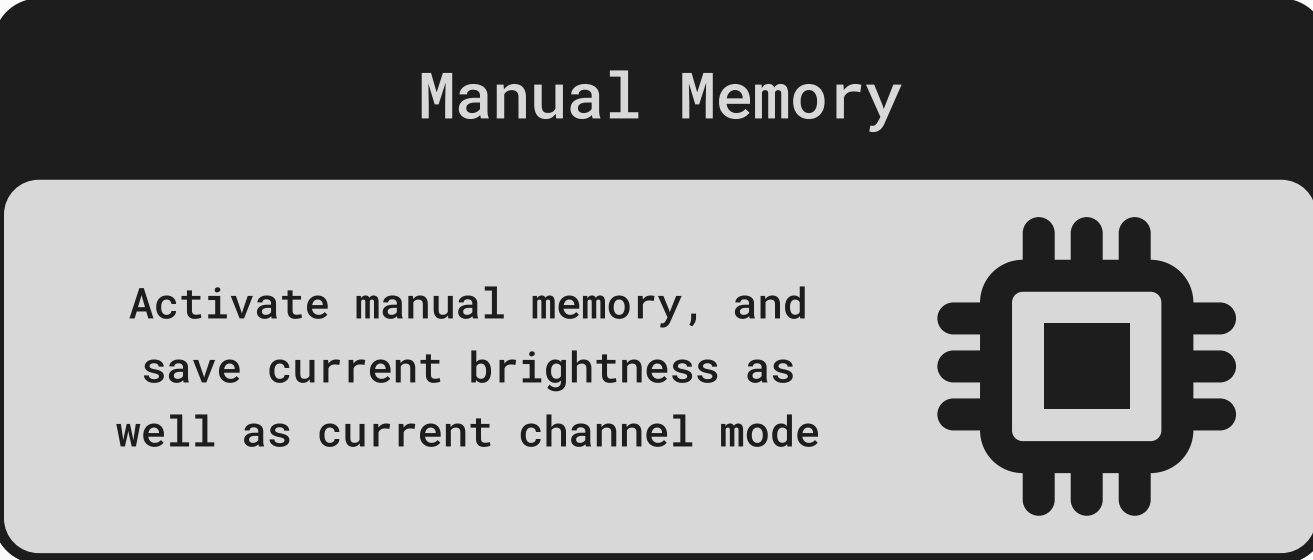 Manual Memory
Activate manual memory, and
save current brightness as
well as current channel mode